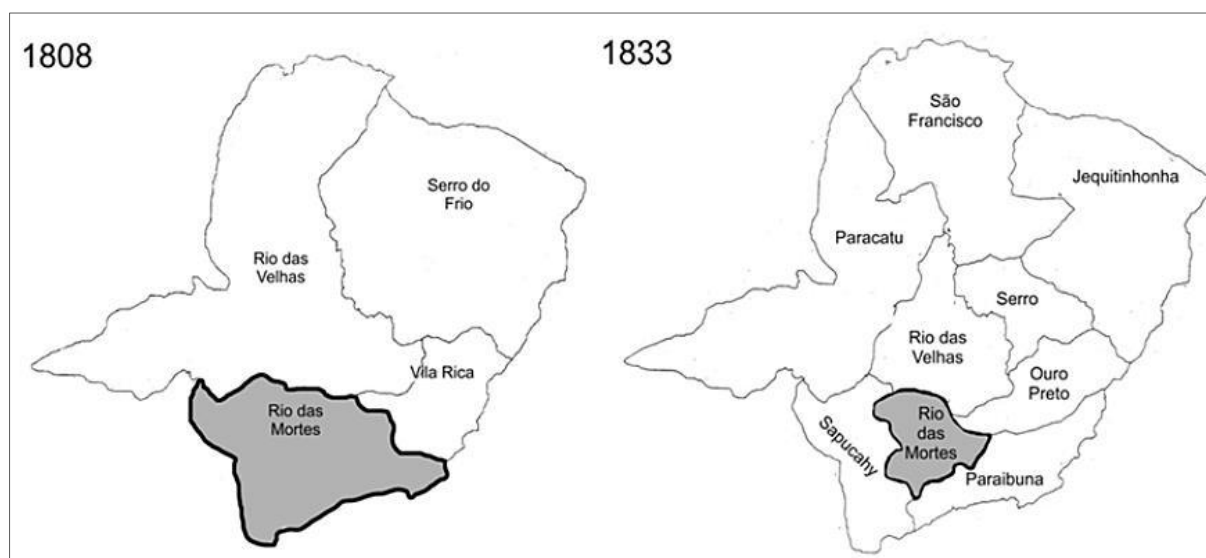 1808
Serro do
Frio
Rio das
Velhas
Vila Rica
Rio das
Mortes
1833
São
Francisco
Jequitinhonha
Paracatu
Serro
Rio das
Velhas
Ouro
Preto
Rio
das
Mortes
Sapucahy
Paraibuna